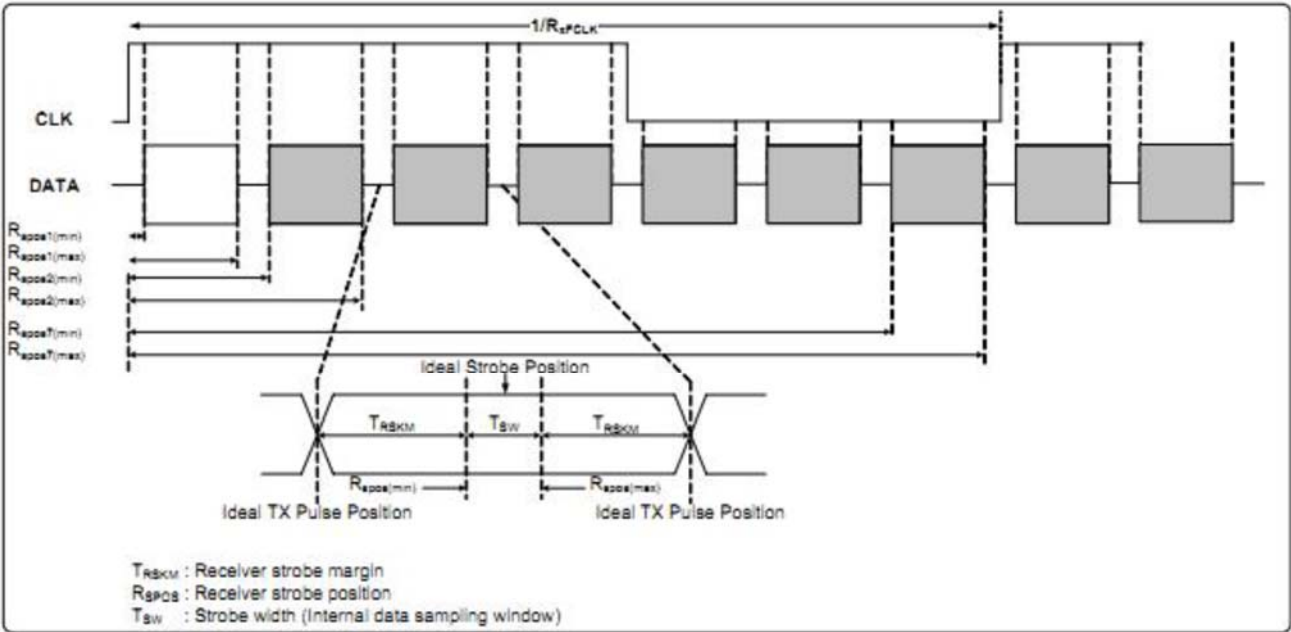 1/RxFCLK
CLK
DATA
Rspos1(min)
Rspos1(max)
Rspos2(min)
Rspos2(max)
Rspos7(min)
Rspos7(max)
Ideal Strobe Position
TRSKM TSW TRSKM
Rspos(min) Rspos(max)
Ideal TX Pulse Position Ideal TX Pulse Position
TRSKM : Receiver strobe margin
RSPOS : Receiver strobe position
TSW : Strobe width (Internal data sampling window)